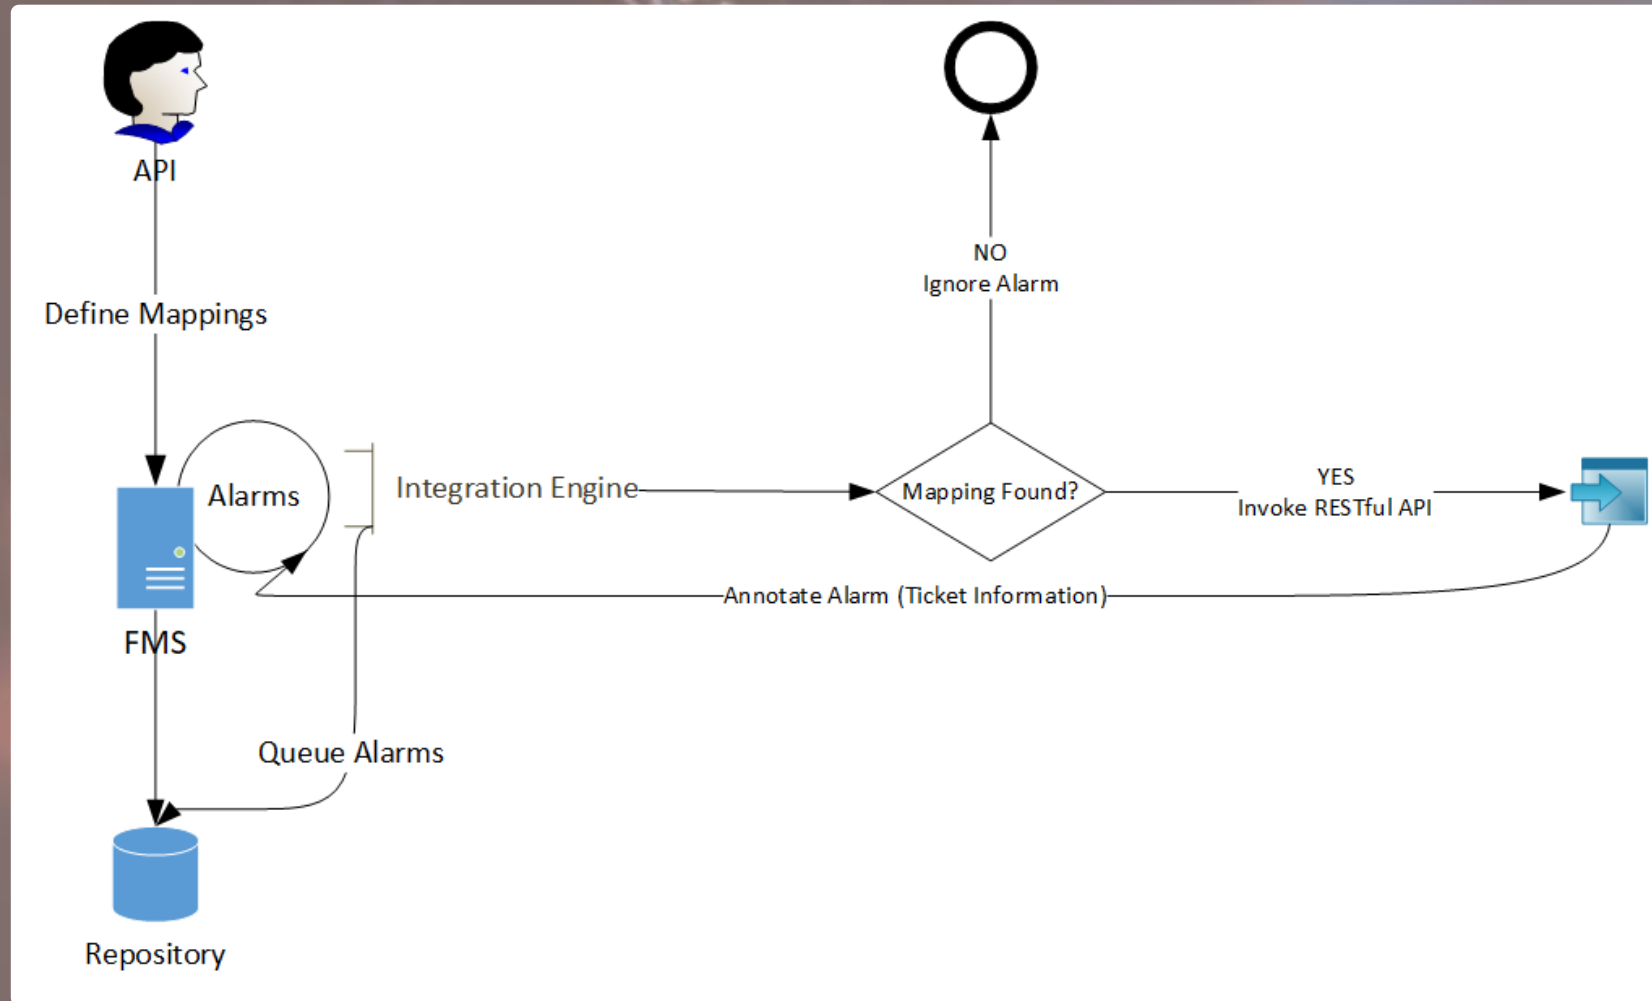 API
NO
Ignore Alarm
Define Mappings
Alarms
Integration Engine
Mapping Found?
YES
Invoke RESTful API
Annotate Alarm (Ticket Information)
FMS
Queue Alarms
Repository